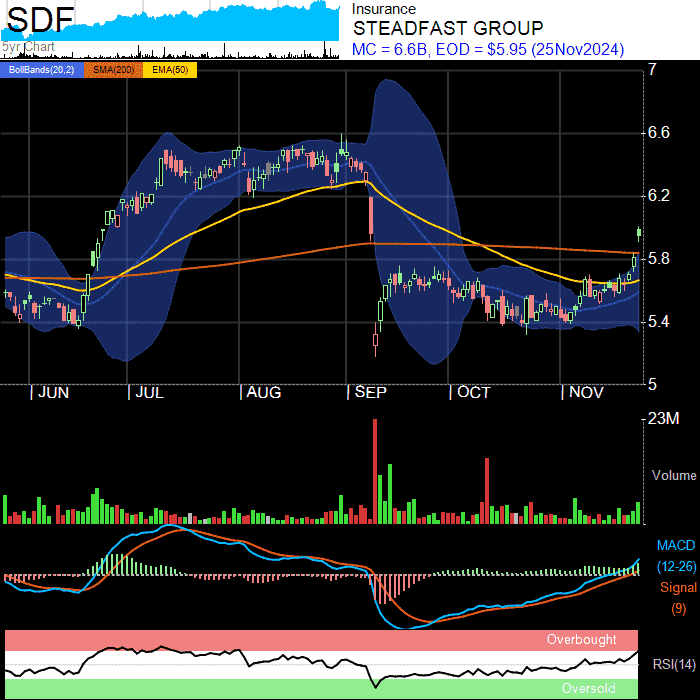 SDF
5yr Chart
Insurance
STEADFAST GROUP
MC = 6.6B, EOD = $5.95 (25Nov2024)
BollBands(20,2) SMA(200) EMA(50)
7
6.6
6.2
5.8
5.4
5
| JUN | JUL | AUG | SEP | OCT | NOV
23M
Volume
MACD
(12-26)
Signal
(9)
Overbought
RSI(14)
Oversold